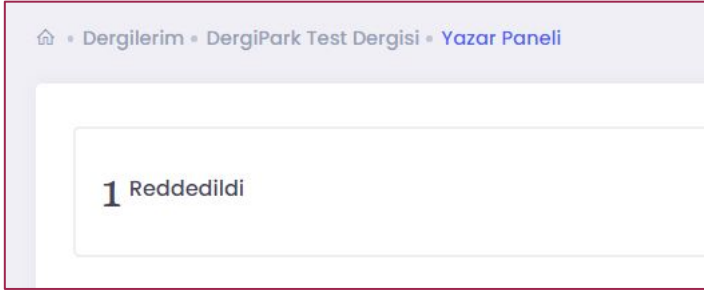 Dergilerim • DergiPark Test Dergisi • Yazar Paneli
1 Reddedildi